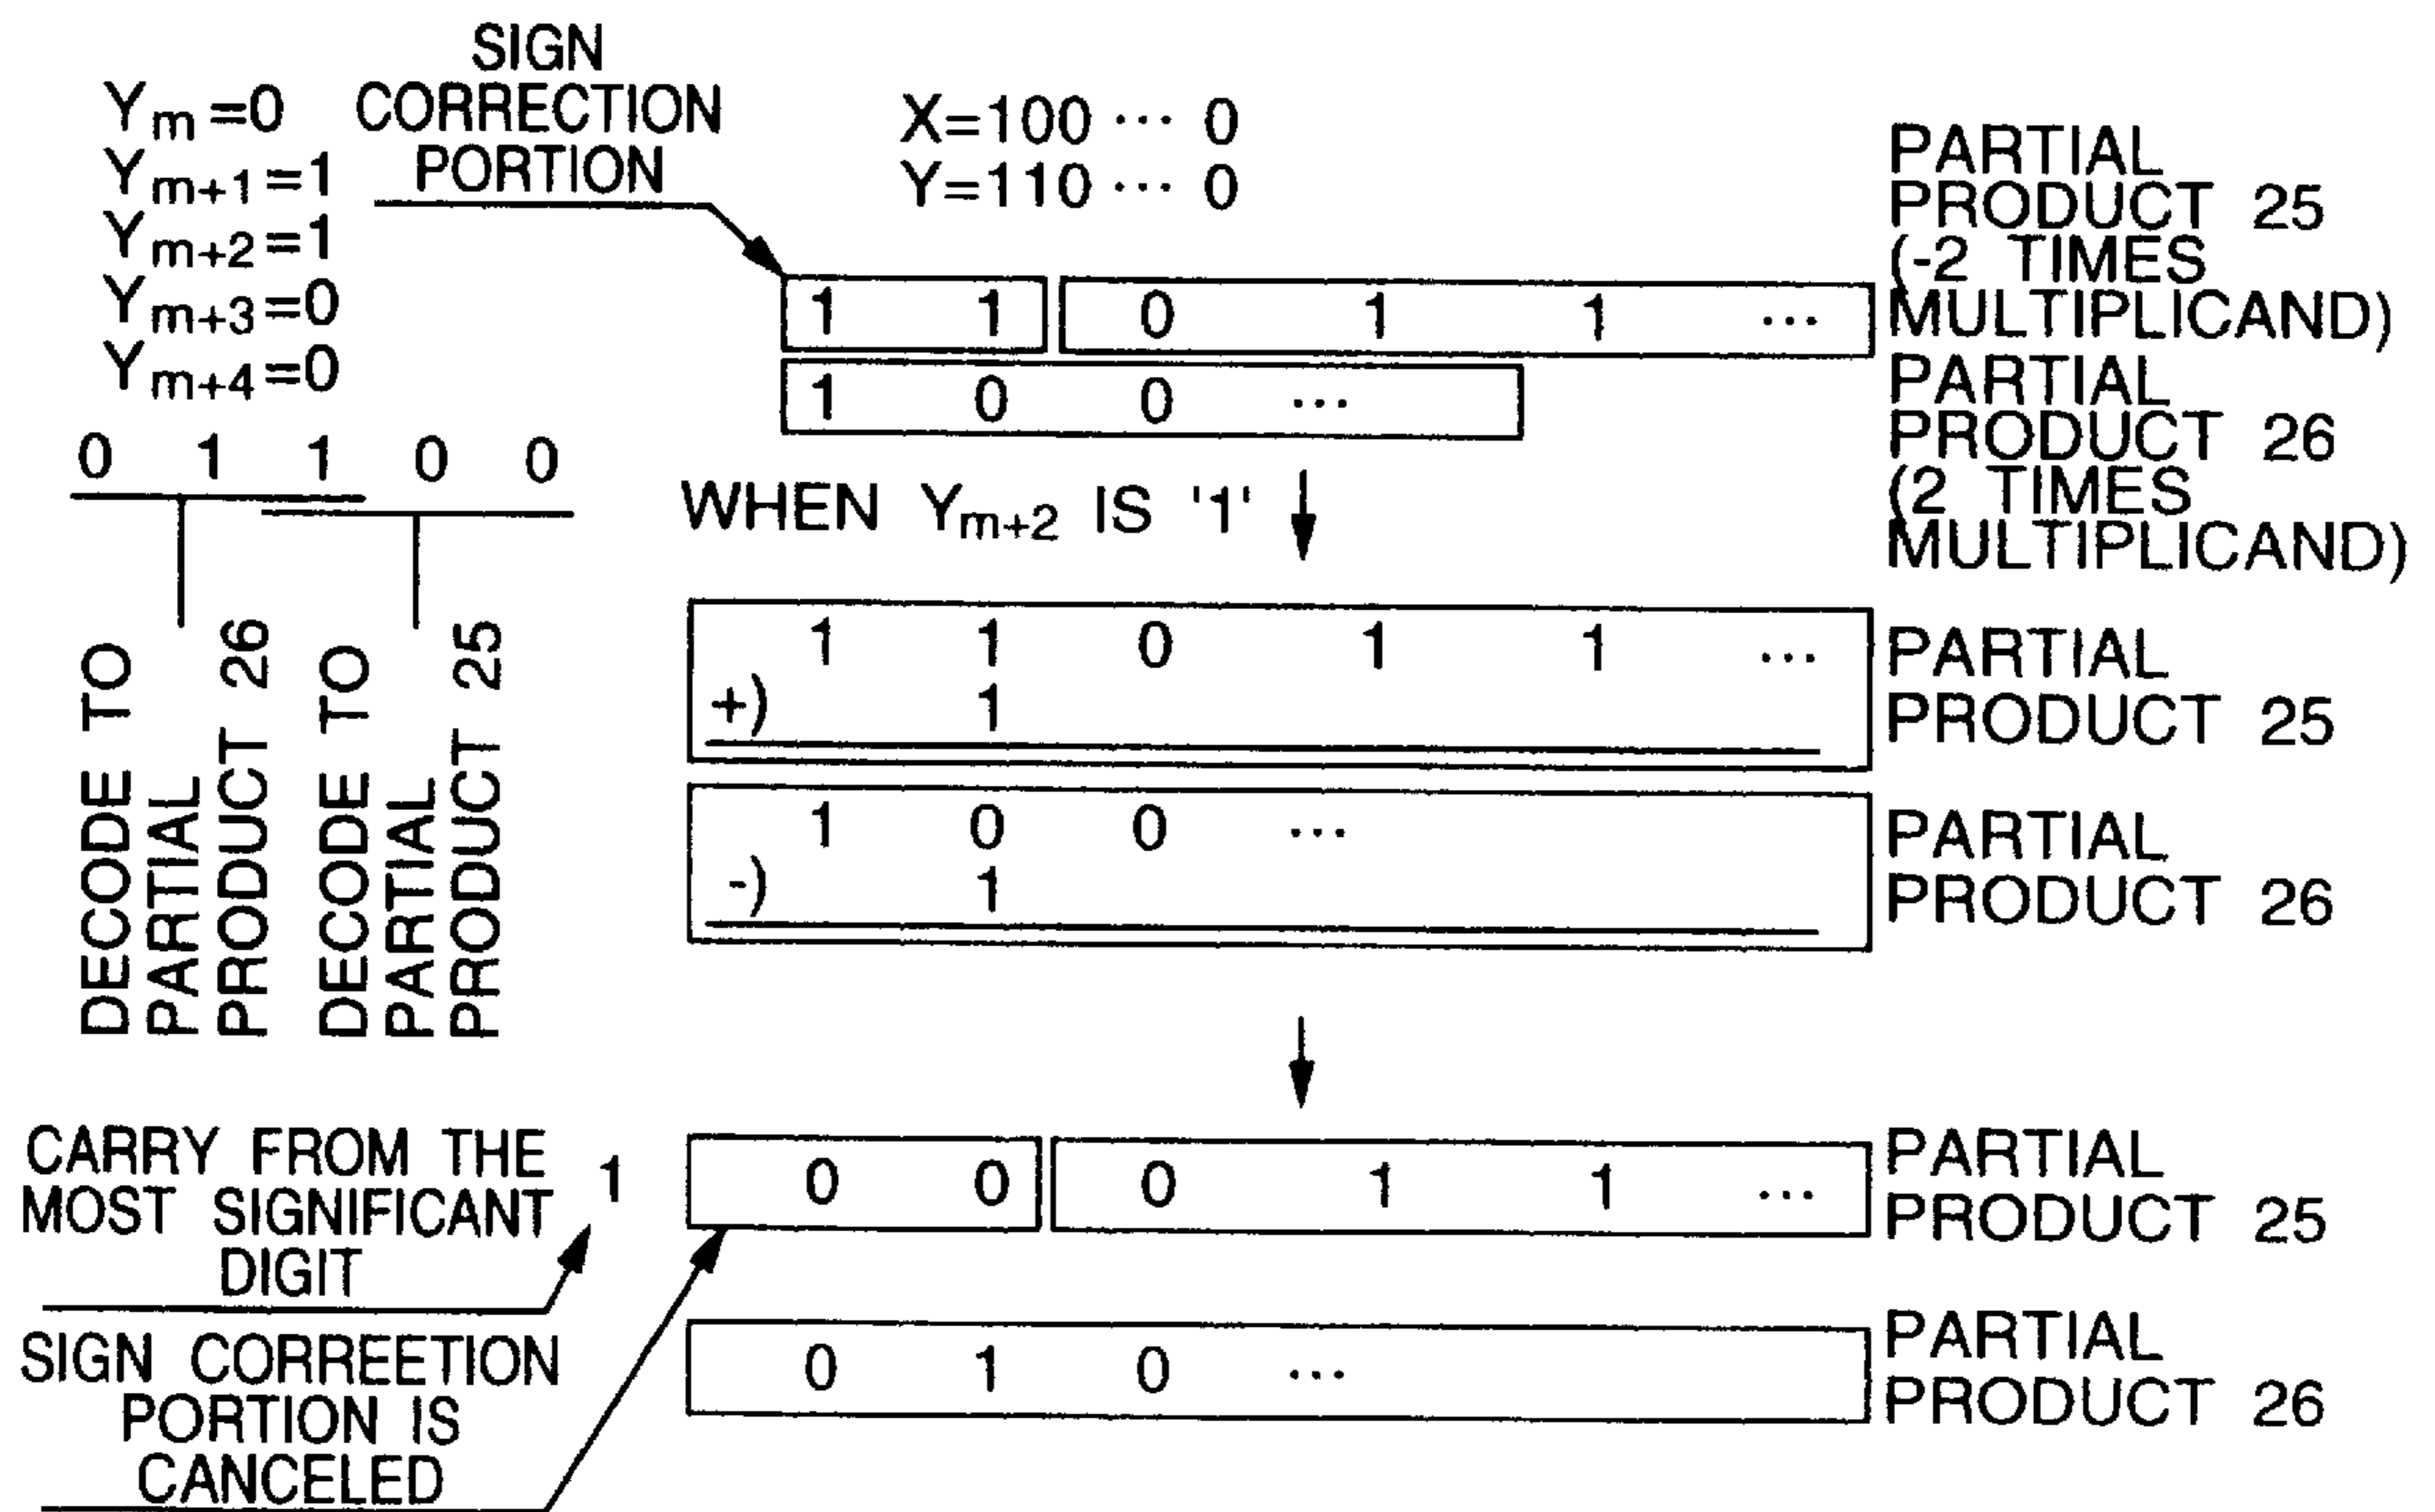 Yₘ=0
Yₘ₊₁=1
Yₘ₊₂=1
Yₘ₊₃=0
Yₘ₊₄=0
SIGN
CORRECTION
PORTION
X=100 ··· 0
Y=110 ··· 0
1 1 0 1 1 ···
PARTIAL
PRODUCT 25
(-2 TIMES
MULTIPLICAND)
1 0 0 ···
PARTIAL
PRODUCT 26
(2 TIMES
MULTIPLICAND)
0 1 1 0 0
DECODE TO
PARTIAL
PRODUCT 26
DECODE TO
PARTIAL
PRODUCT 25
WHEN Yₘ₊₂ IS '1'
1 1 0 1 1 ···
+) 1
PARTIAL
PRODUCT 25
1 0 0 ···
-) 1
PARTIAL
PRODUCT 26
CARRY FROM THE
MOST SIGNIFICANT
DIGIT
1 0 0 0 1 1 ···
PARTIAL
PRODUCT 25
SIGN CORREETION
PORTION IS
CANCELED
0 1 0 ···
PARTIAL
PRODUCT 26